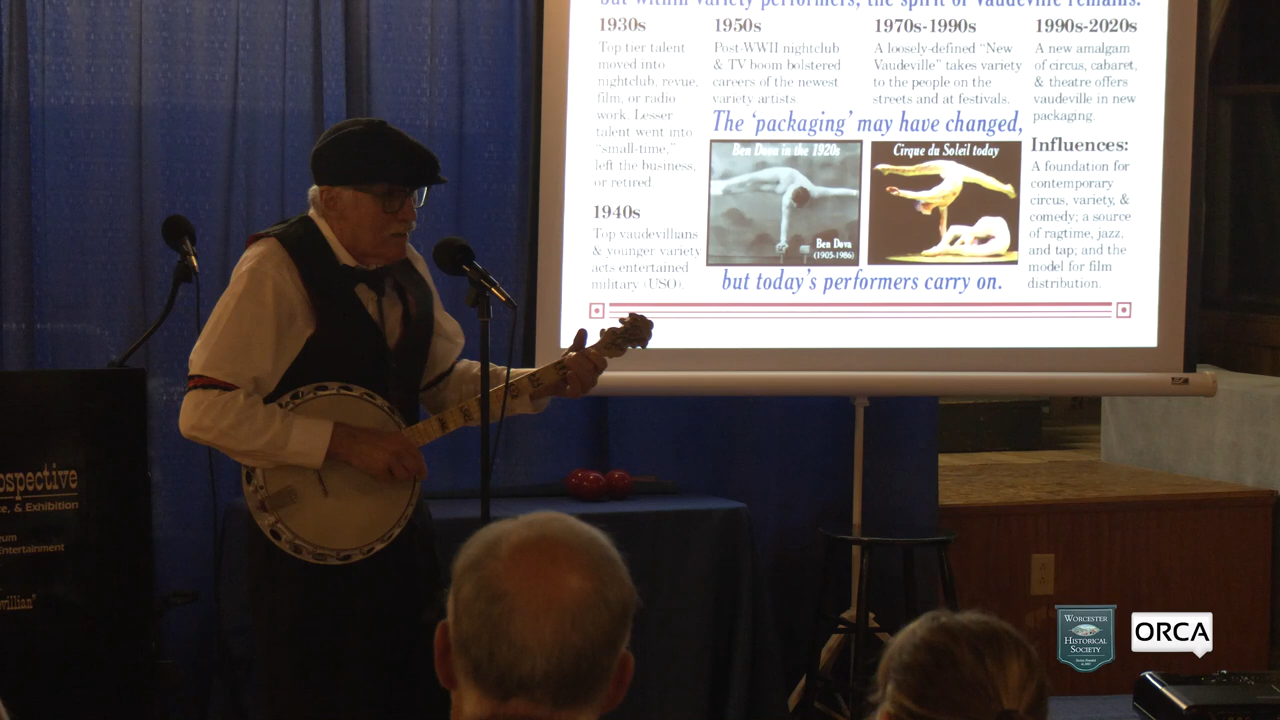 but within variety performers, the spirit of Vaudeville remains.
1930s
Top tier talent
moved into
nightclub, revue,
film, or radio
work. Lesser
talent went into
"small-time,"
left the business,
or retired.
1940s
Top vaudevillians
& younger variety
acts entertained
military (USO).
1950s
Post-WWII nightclub
& TV boom bolstered
careers of the newest
variety artists.
1970s-1990s
A loosely-defined "New
Vaudeville" takes variety
to the people on the
streets and at festivals.
1990s-2020s
A new amalgam
of circus, cabaret,
& theatre offers
vaudeville in new
packaging.
Influences:
A foundation for
contemporary
circus, variety, &
comedy; a source
of ragtime, jazz,
and tap; and the
model for film
distribution.
The 'packaging' may have changed,
Ben Dova in the 1920s
Ben Dova
(1905-1986)
Cirque du Soleil today
but today's performers carry on.
ospective
e, & Exhibition
eum
Entertainment
villian"
WORCESTER
HISTORICAL
SOCIETY
ORCA